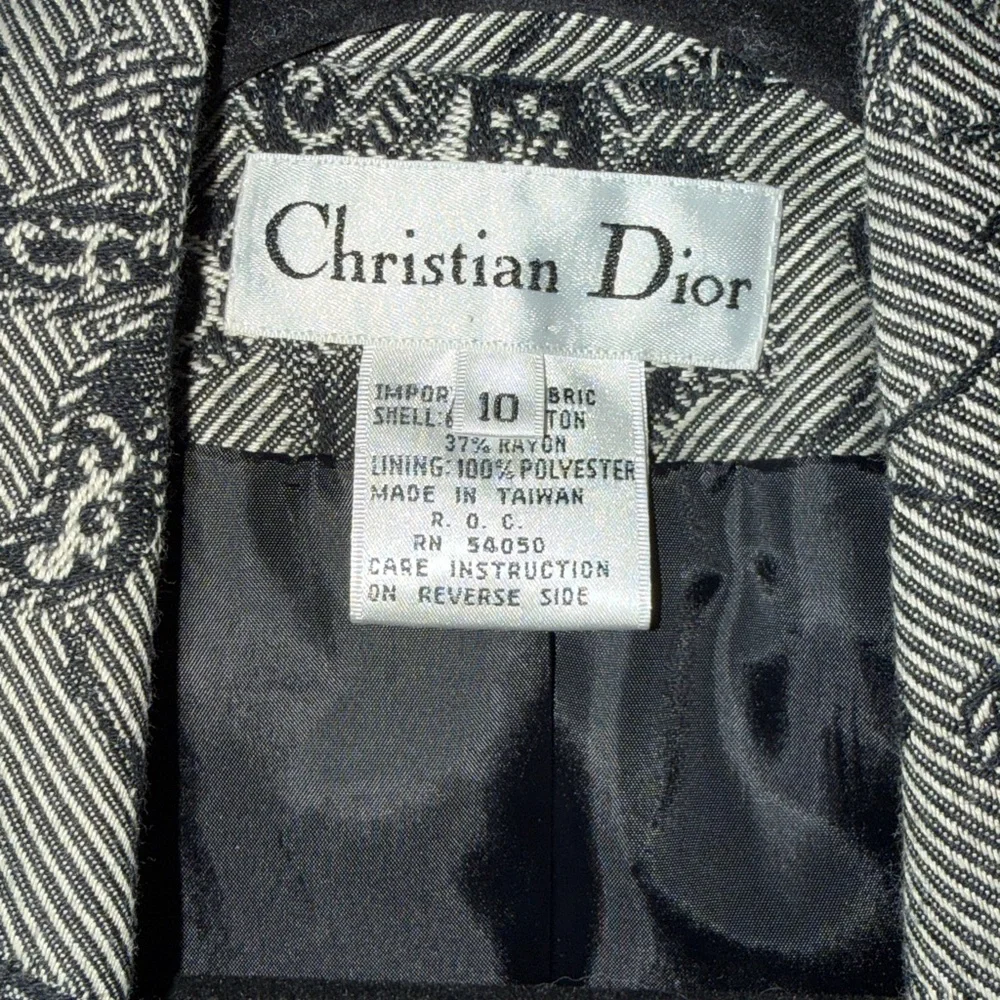 Christian Dior
IMPOR BRIC
10
SHELL: TON
37% RAYON
LINING: 100% POLYESTER
MADE IN TAIWAN
R. O. C.
RN 54050
CARE INSTRUCTION
ON REVERSE SIDE